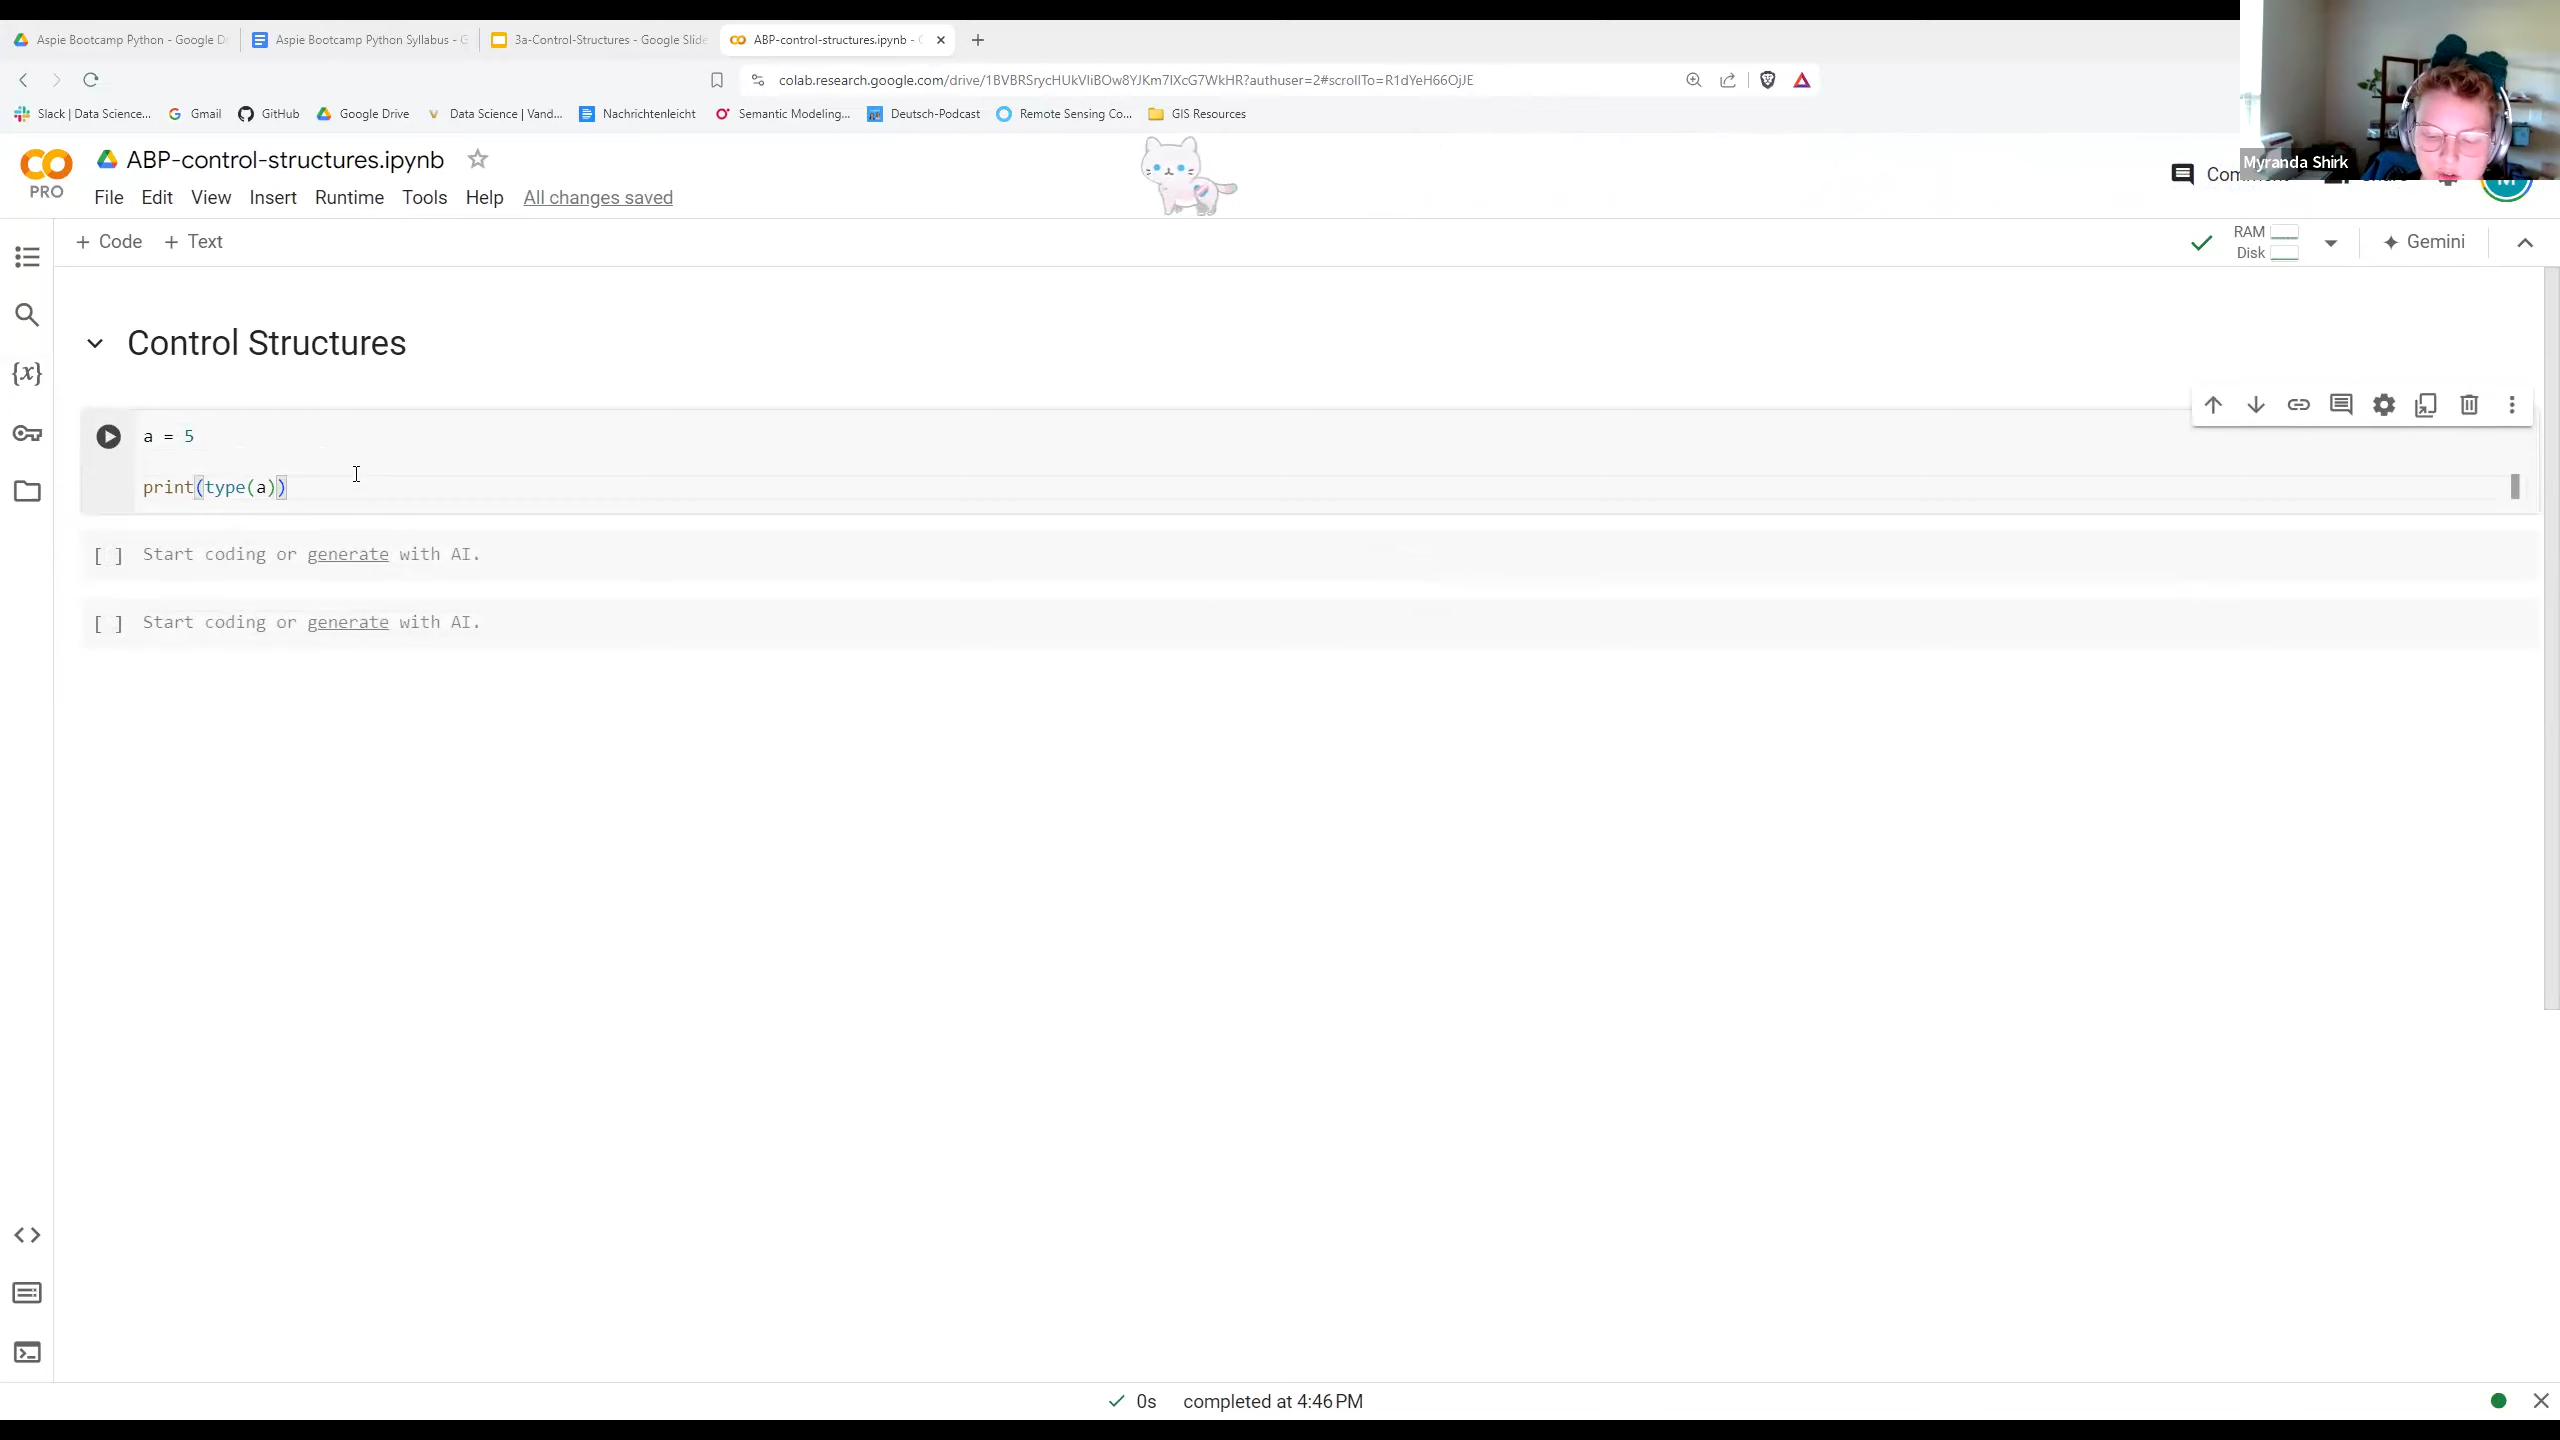 Aspie Bootcamp Python - Google D
Aspie Bootcamp Python Syllabus - G
3a-Control-Structures - Google Slide
ABP-control-structures.ipynb - C
colab.research.google.com/drive/1BVBRSrycHUkVliBOw8YJKm7IXcG7WkHR?authuser=2#scrollTo=R1dYeH66OjJE
Slack | Data Science...
Gmail
GitHub
Google Drive
Data Science | Vand...
Nachrichtenleicht
Semantic Modeling...
Deutsch-Podcast
Remote Sensing Co...
GIS Resources
Myranda Shirk
CO
PRO
ABP-control-structures.ipynb
File Edit View Insert Runtime Tools Help All changes saved
+ Code + Text
RAM
Disk
Gemini
Control Structures
a = 5
print(type(a))
[ ] Start coding or generate with AI.
[ ] Start coding or generate with AI.
0s completed at 4:46 PM